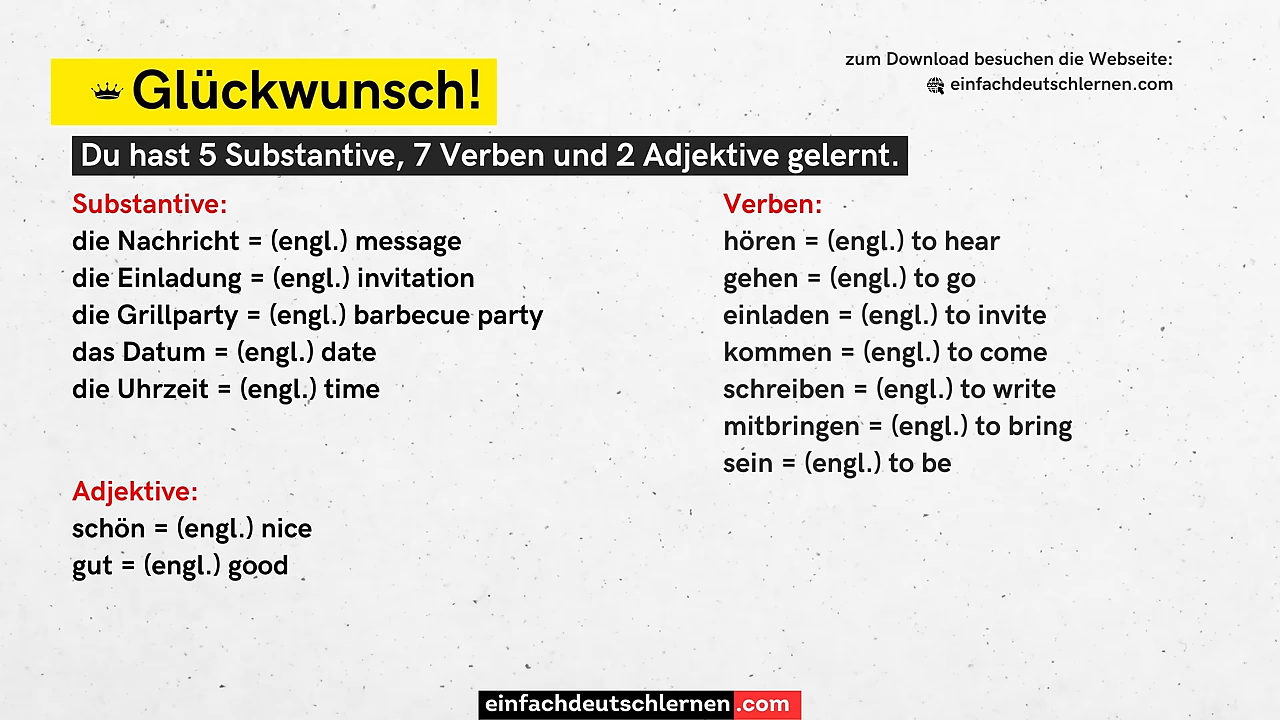 Glückwunsch!
zum Download besuchen die Webseite:
einfachdeutschlernen.com
Du hast 5 Substantive, 7 Verben und 2 Adjektive gelernt.
Substantive:
die Nachricht = (engl.) message
die Einladung = (engl.) invitation
die Grillparty = (engl.) barbecue party
das Datum = (engl.) date
die Uhrzeit = (engl.) time
Adjektive:
schön = (engl.) nice
gut = (engl.) good
Verben:
hören = (engl.) to hear
gehen = (engl.) to go
einladen = (engl.) to invite
kommen = (engl.) to come
schreiben = (engl.) to write
mitbringen = (engl.) to bring
sein = (engl.) to be
einfachdeutschlernen.com